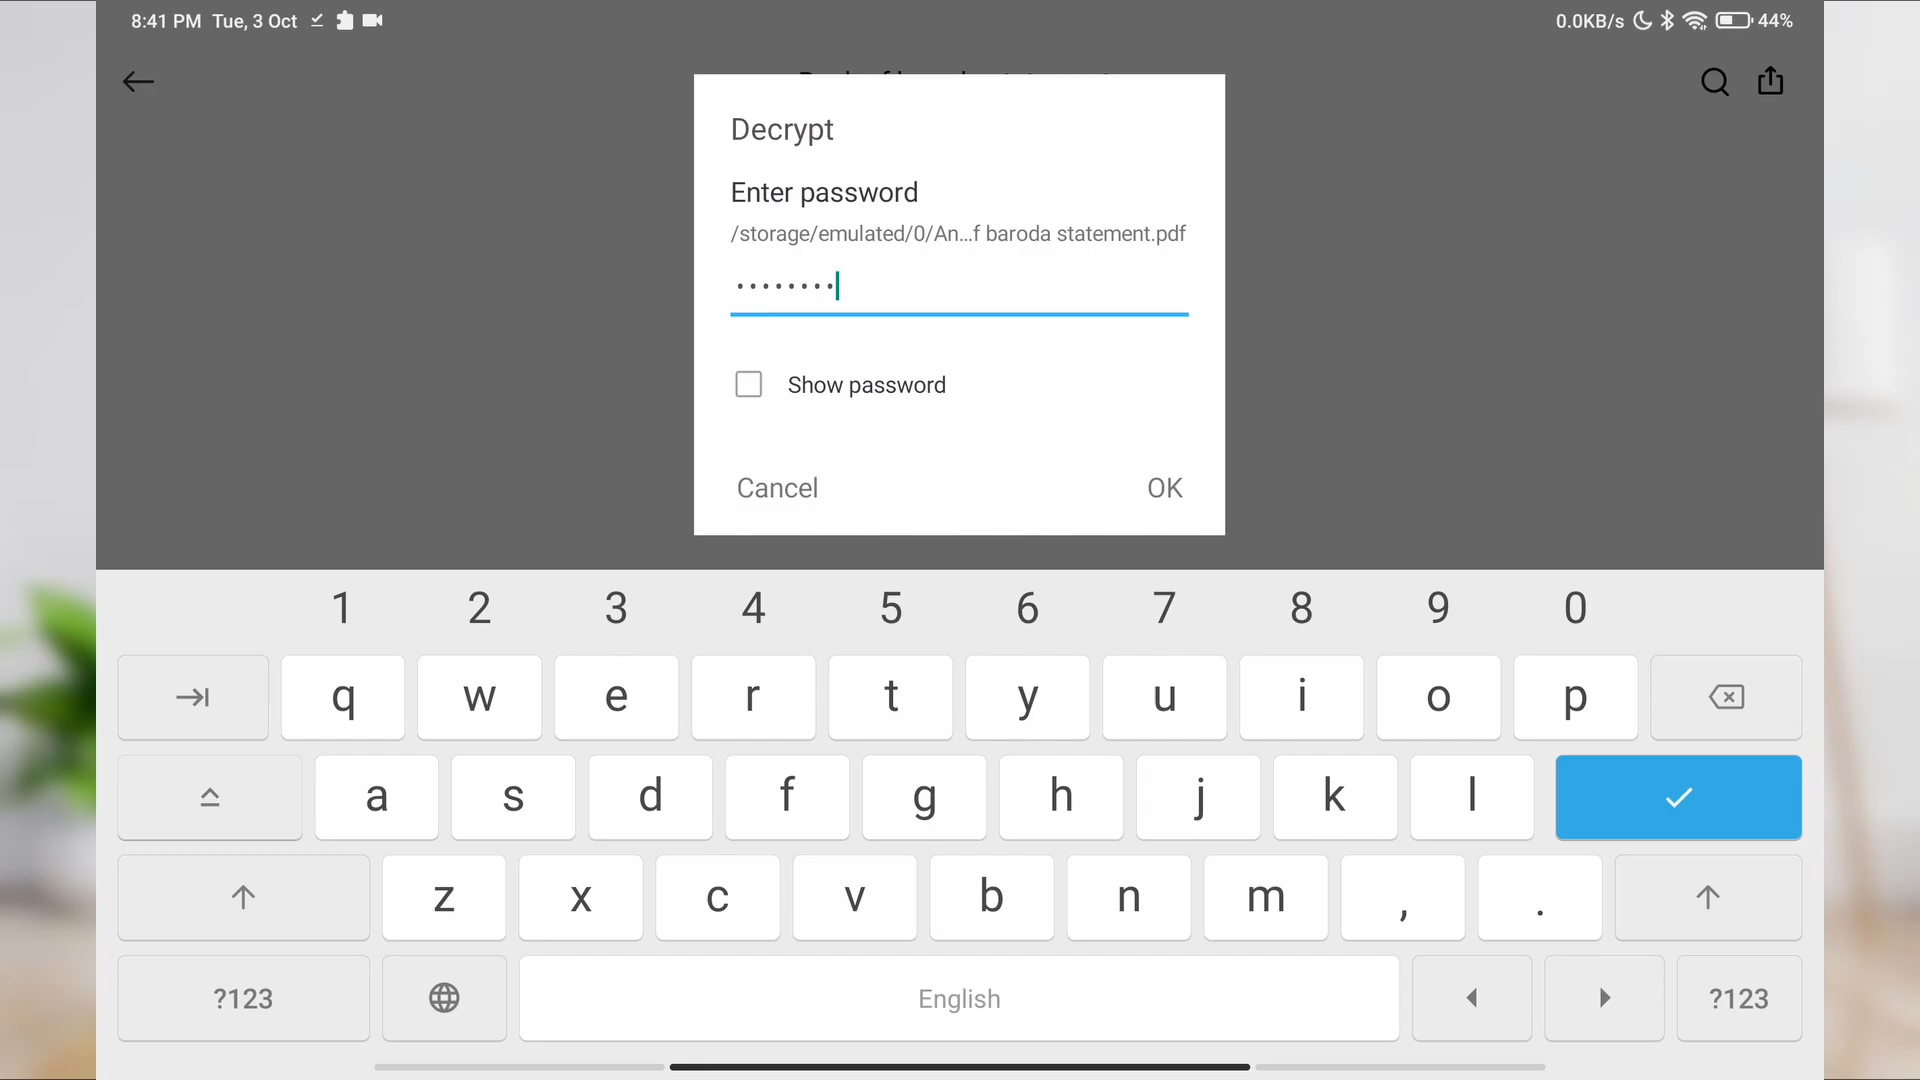 8:41 PM Tue, 3 Oct
0.0KB/s 44%
Decrypt
Enter password
/storage/emulated/0/An...f baroda statement.pdf
••••••••
Show password
Cancel OK
1 2 3 4 5 6 7 8 9 0
q w e r t y u i o p
a s d f g h j k l
z x c v b n m , .
?123 English ?123